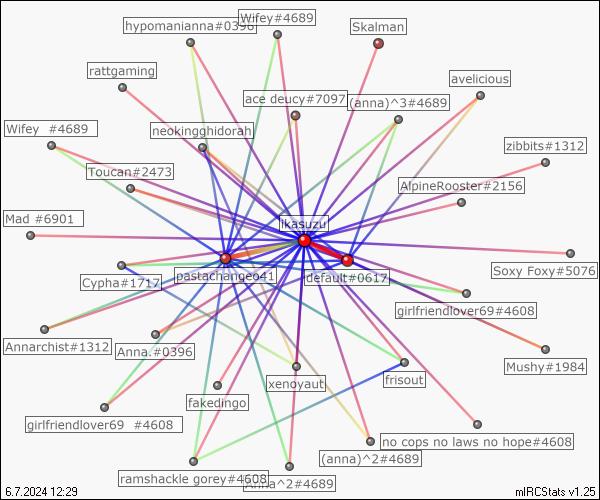 hypomanianna#0396
Wifey#4689
Skalman
rattgaming
avelicious
ace deucy#7097
(anna)^3#4689
Wifey  #4689
neokingghidorah
zibbits#1312
Toucan#2473
AlpineRooster#2156
Mad #6901
ikasuzu
pastachange641
default#0617
Soxy Foxy#5076
Cypha#1717
girlfriendlover69#4608
Annarchist#1312
Anna.#0396
Mushy#1984
xenoyaut
frisout
fakedingo
girlfriendlover69  #4608
no cops no laws no hope#4608
(anna)^2#4689
ramshackle gorey#4608
Anna^2#4689
6.7.2024 12:29
mIRCStats v1.25